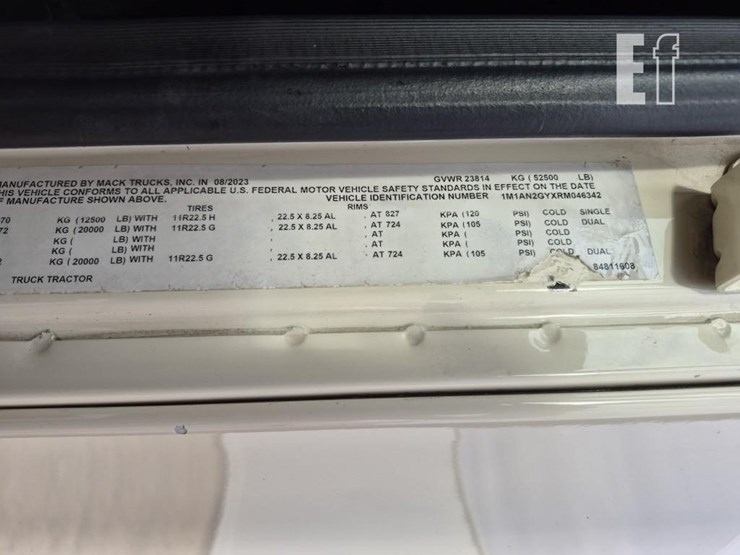 Ef
MANUFACTURED BY MACK TRUCKS, INC. IN 08/2023 GVWR 23814 KG ( 52500 LB)
HIS VEHICLE CONFORMS TO ALL APPLICABLE U.S. FEDERAL MOTOR VEHICLE SAFETY STANDARDS IN EFFECT ON THE DATE
F MANUFACTURE SHOWN ABOVE. VEHICLE IDENTIFICATION NUMBER 1M1AN2GYXRM046342
TIRES RIMS
70 KG (12500 LB) WITH 11R22.5 H , 22.5 X 8.25 AL , AT 827 KPA (120 PSI) COLD SINGLE
72 KG (20000 LB) WITH 11R22.5 G , 22.5 X 8.25 AL , AT 724 KPA (105 PSI) COLD DUAL
KG ( LB) WITH , , AT KPA ( PSI) COLD
KG ( LB) WITH , , AT KPA ( PSI) COLD
2 KG (20000 LB) WITH 11R22.5 G , 22.5 X 8.25 AL , AT 724 KPA (105 PSI) COLD DUAL
84811608
TRUCK TRACTOR